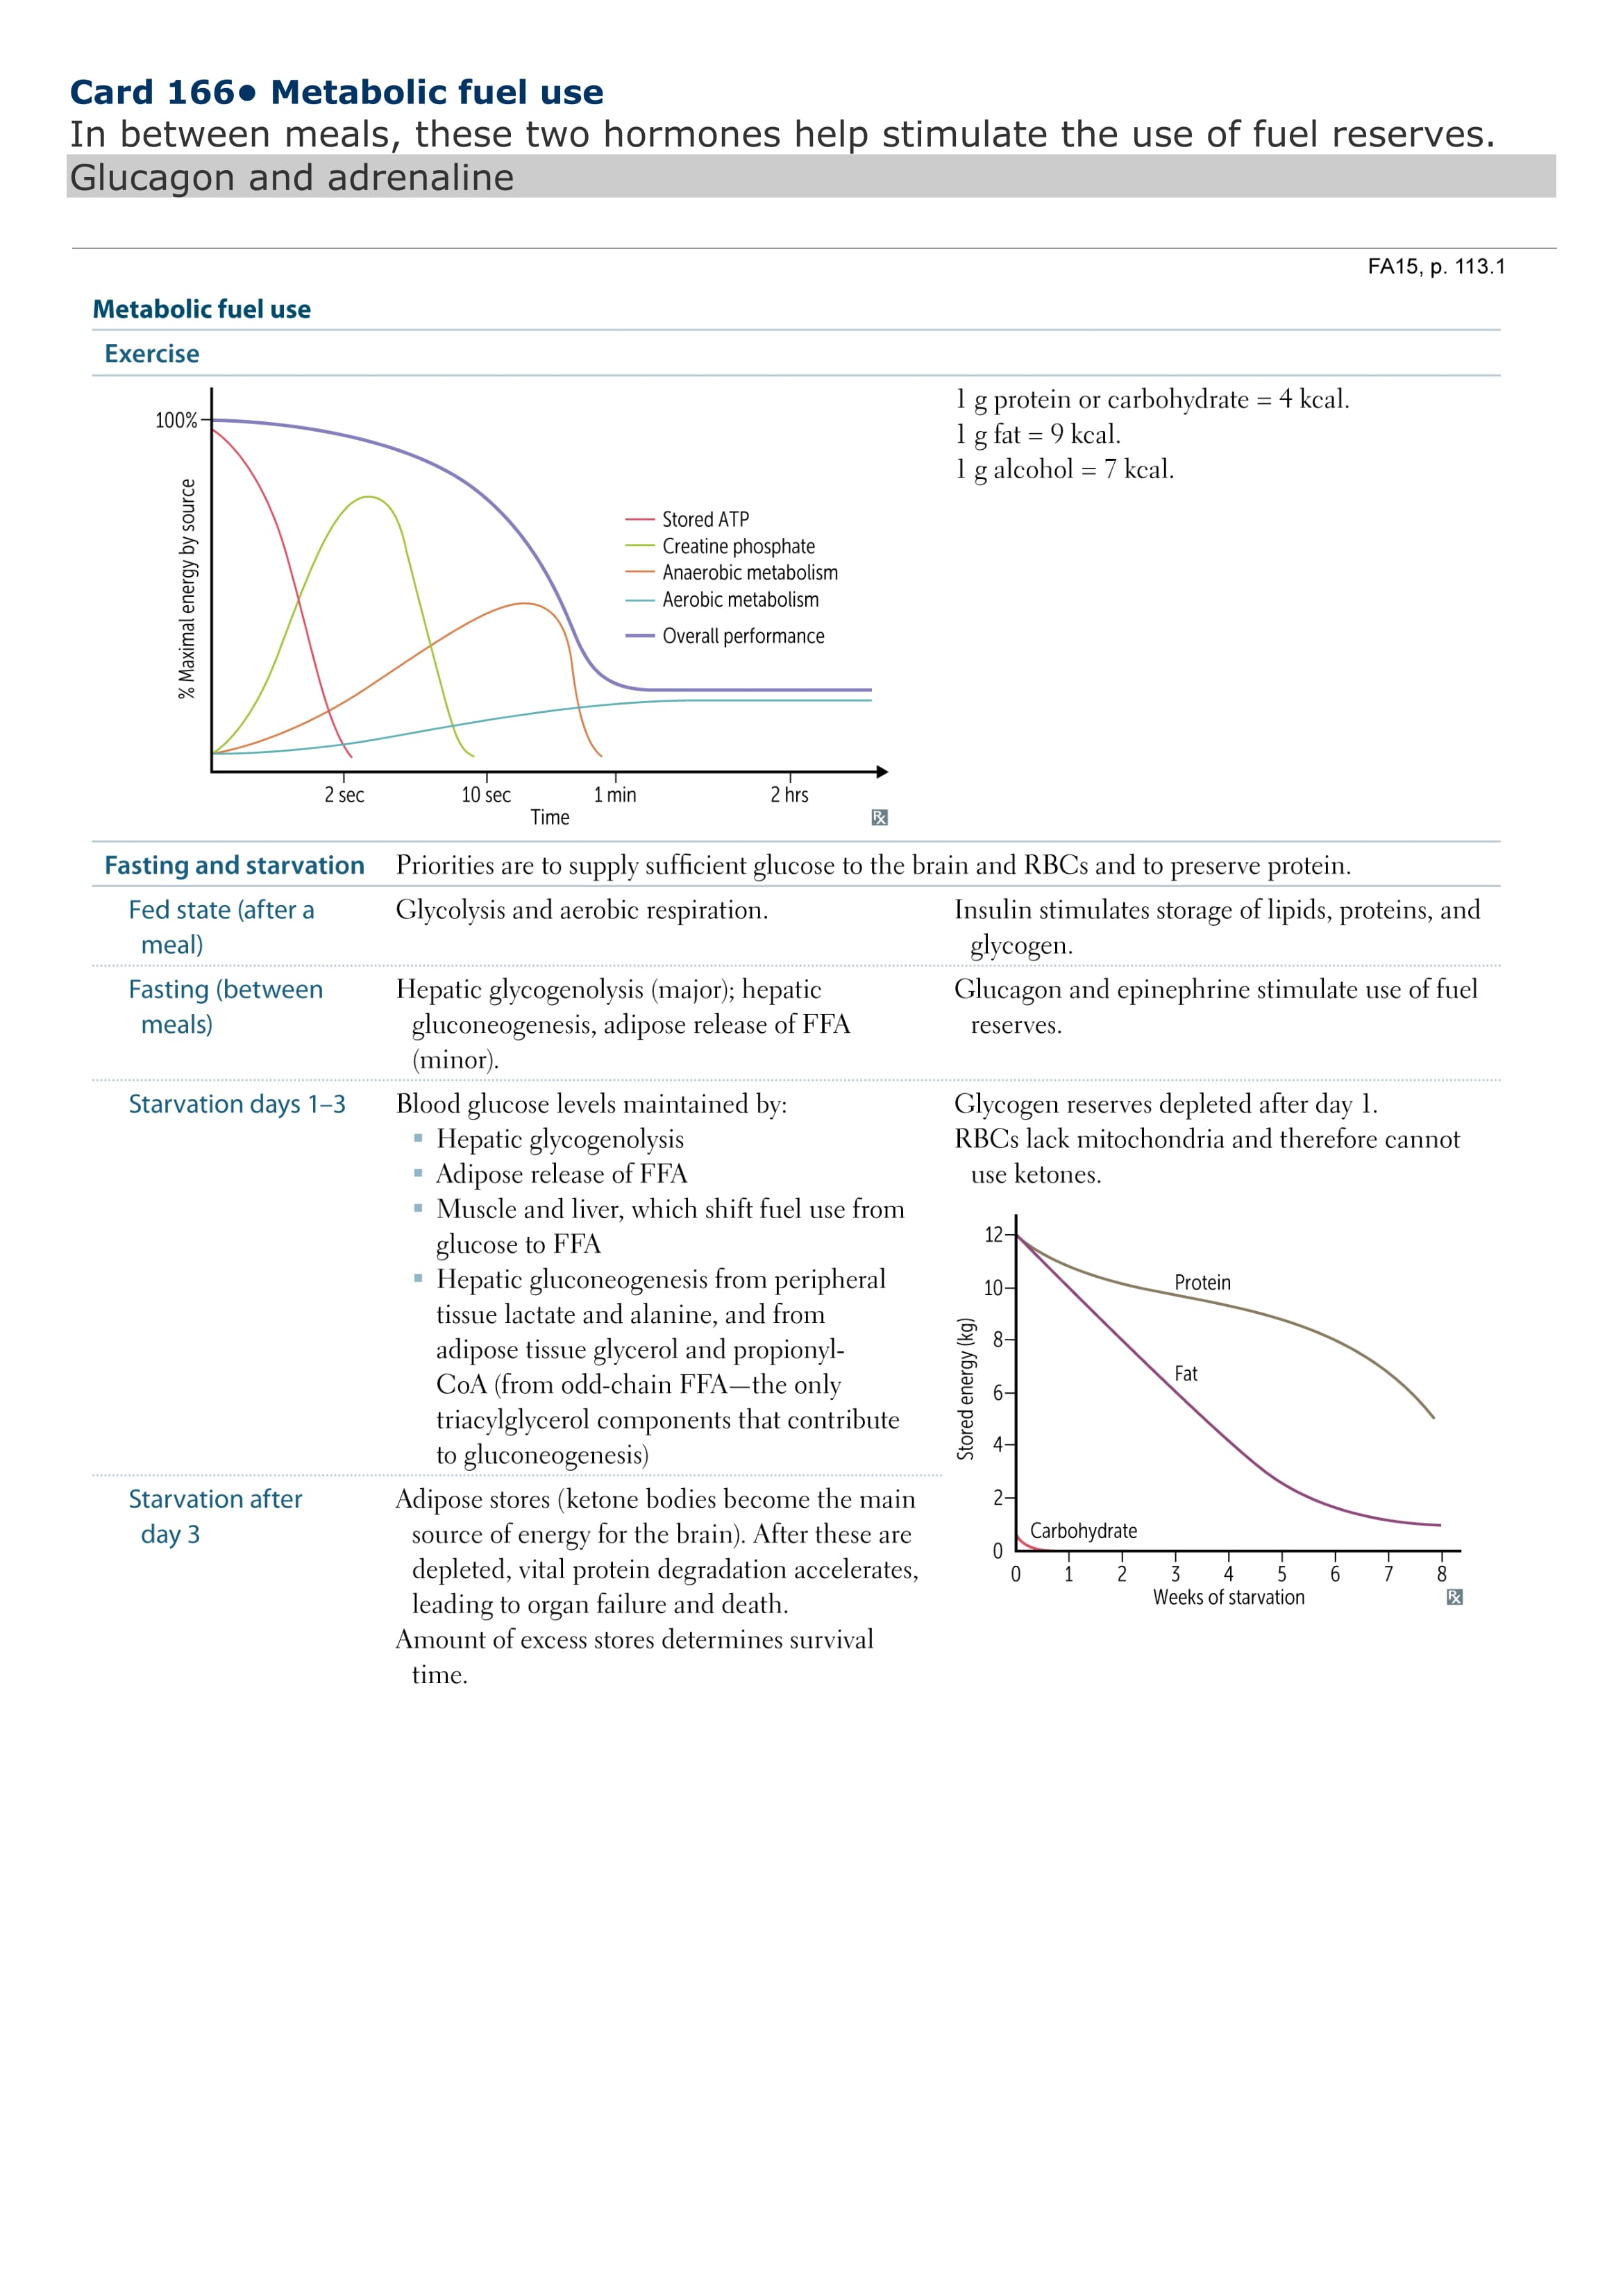 Card 166● Metabolic fuel use
In between meals, these two hormones help stimulate the use of fuel reserves.
Glucagon and adrenaline
FA15, p. 113.1
Metabolic fuel use
Exercise
100%
% Maximal energy by source
Stored ATP
Creatine phosphate
Anaerobic metabolism
Aerobic metabolism
Overall performance
2 sec
10 sec
1 min
2 hrs
Time
Rx
1 g protein or carbohydrate = 4 kcal.
1 g fat = 9 kcal.
1 g alcohol = 7 kcal.
Fasting and starvation
Priorities are to supply sufficient glucose to the brain and RBCs and to preserve protein.
Fed state (after a
meal)
Glycolysis and aerobic respiration.
Insulin stimulates storage of lipids, proteins, and
glycogen.
Fasting (between
meals)
Hepatic glycogenolysis (major); hepatic
gluconeogenesis, adipose release of FFA
(minor).
Glucagon and epinephrine stimulate use of fuel
reserves.
Starvation days 1–3
Blood glucose levels maintained by:
▪ Hepatic glycogenolysis
▪ Adipose release of FFA
▪ Muscle and liver, which shift fuel use from
glucose to FFA
▪ Hepatic gluconeogenesis from peripheral
tissue lactate and alanine, and from
adipose tissue glycerol and propionyl-
CoA (from odd-chain FFA—the only
triacylglycerol components that contribute
to gluconeogenesis)
Glycogen reserves depleted after day 1.
RBCs lack mitochondria and therefore cannot
use ketones.
Stored energy (kg)
12
10
8
6
4
2
0
Protein
Fat
Carbohydrate
0 1 2 3 4 5 6 7 8
Weeks of starvation
Rx
Starvation after
day 3
Adipose stores (ketone bodies become the main
source of energy for the brain). After these are
depleted, vital protein degradation accelerates,
leading to organ failure and death.
Amount of excess stores determines survival
time.